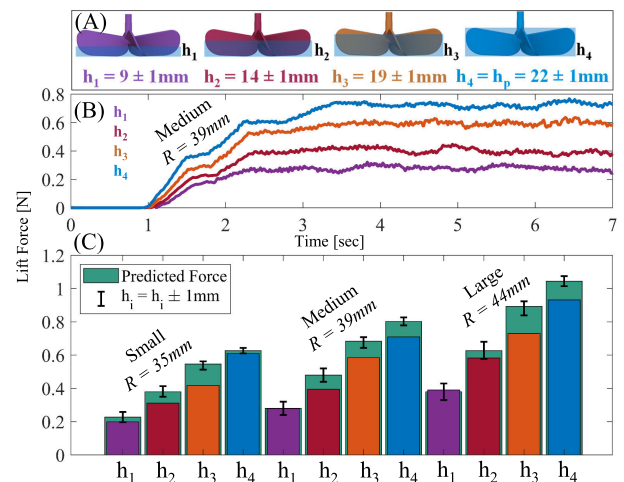 (A)
h₁ h₂ h₃ h₄
h₁ = 9 ± 1mm h₂ = 14 ± 1mm h₃ = 19 ± 1mm h₄ = hₚ = 22 ± 1mm
(B)
Lift Force [N]
0.8
0.6
0.4
0.2
0
h₁
h₂
h₃
h₄
Medium
R = 39mm
0 1 2 3 4 5 6 7
Time [sec]
(C)
1.2
1
0.8
0.6
0.4
0.2
0
Predicted Force
hᵢ = hᵢ ± 1mm
Small
R = 35mm
Medium
R = 39mm
Large
R = 44mm
h₁ h₂ h₃ h₄ h₁ h₂ h₃ h₄ h₁ h₂ h₃ h₄